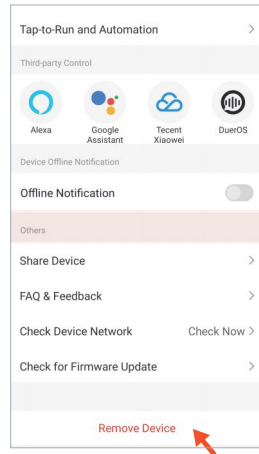 Tap-to-Run and Automation
Third-party Control
Alexa
Google
Assistant
Tecent
Xiaowei
DuerOS
Device Offline Notification
Offline Notification
Others
Share Device
FAQ & Feedback
Check Device Network Check Now
Check for Firmware Update
Remove Device